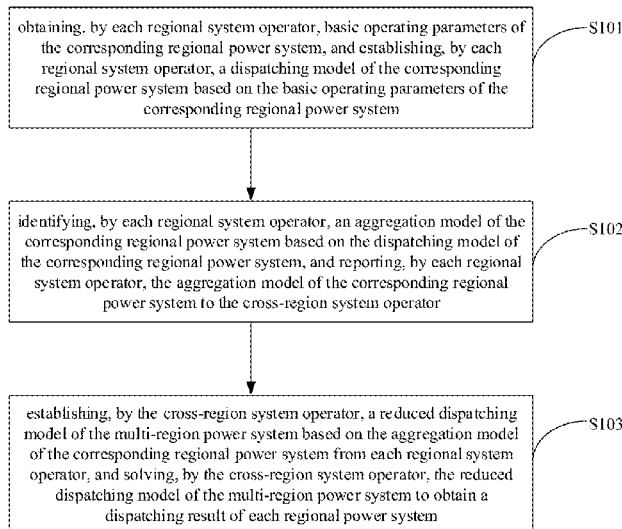 obtaining, by each regional system operator, basic operating parameters
of the corresponding regional power system, and establishing, by each
regional system operator, a dispatching model of the corresponding
regional power system based on the basic operating parameters of the
corresponding regional power system
S101
identifying, by each regional system operator, an aggregation model of the
corresponding regional power system based on the dispatching model of
the corresponding regional power system, and reporting, by each regional
system operator, the aggregation model of the corresponding regional
power system to the cross-region system operator
S102
establishing, by the cross-region system operator, a reduced dispatching
model of the multi-region power system based on the aggregation model
of the corresponding regional power system from each regional system
operator, and solving, by the cross-region system operator, the reduced
dispatching model of the multi-region power system to obtain a
dispatching result of each regional power system
S103